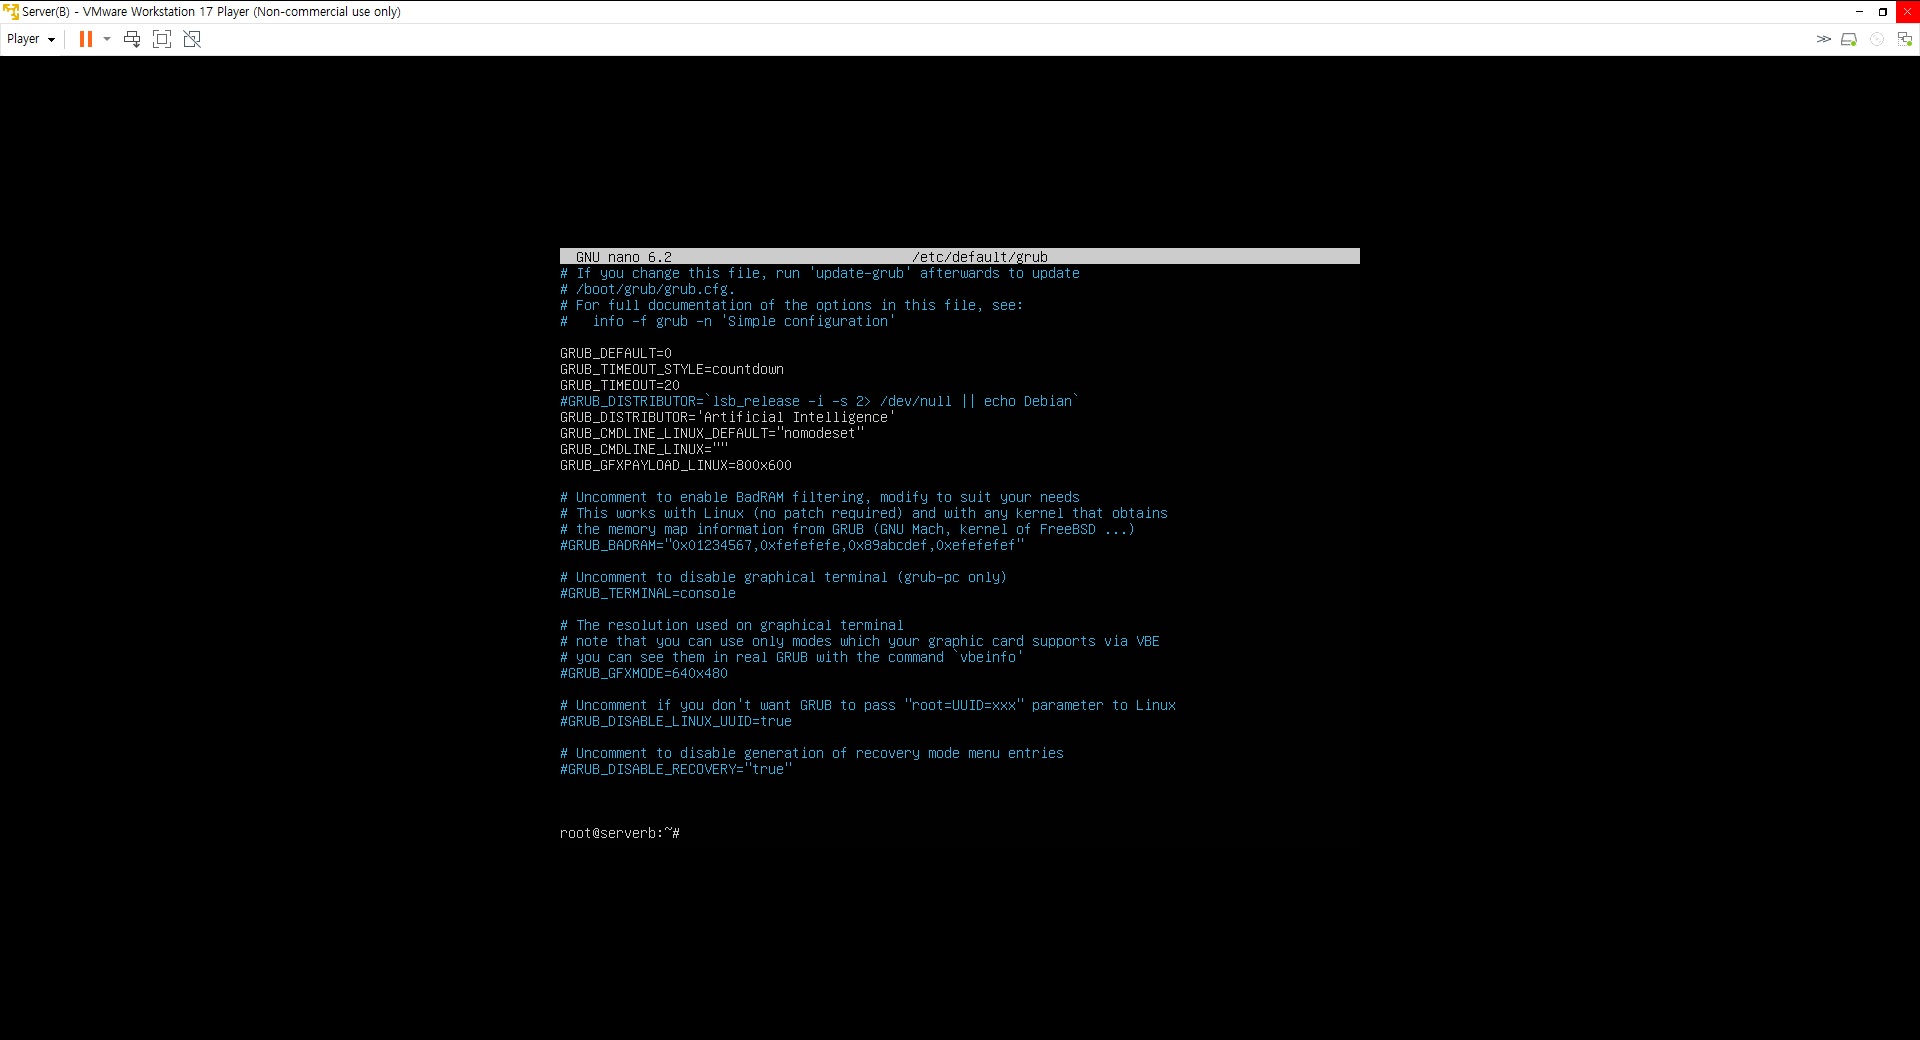 Server(B) - VMware Workstation 17 Player (Non-commercial use only)
Player
GNU nano 6.2 /etc/default/grub
# If you change this file, run 'update-grub' afterwards to update
# /boot/grub/grub.cfg.
# For full documentation of the options in this file, see:
#   info -f grub -n 'Simple configuration'
GRUB_DEFAULT=0
GRUB_TIMEOUT_STYLE=countdown
GRUB_TIMEOUT=20
#GRUB_DISTRIBUTOR=`lsb_release -i -s 2> /dev/null || echo Debian`
GRUB_DISTRIBUTOR='Artificial Intelligence'
GRUB_CMDLINE_LINUX_DEFAULT="nomodeset"
GRUB_CMDLINE_LINUX=""
GRUB_GFXPAYLOAD_LINUX=800x600
# Uncomment to enable BadRAM filtering, modify to suit your needs
# This works with Linux (no patch required) and with any kernel that obtains
# the memory map information from GRUB (GNU Mach, kernel of FreeBSD ...)
#GRUB_BADRAM="0x01234567,0xfefefefe,0x89abcdef,0xefefefef"
# Uncomment to disable graphical terminal (grub-pc only)
#GRUB_TERMINAL=console
# The resolution used on graphical terminal
# note that you can use only modes which your graphic card supports via VBE
# you can see them in real GRUB with the command `vbeinfo'
#GRUB_GFXMODE=640x480
# Uncomment if you don't want GRUB to pass "root=UUID=xxx" parameter to Linux
#GRUB_DISABLE_LINUX_UUID=true
# Uncomment to disable generation of recovery mode menu entries
#GRUB_DISABLE_RECOVERY="true"
root@serverb:~#